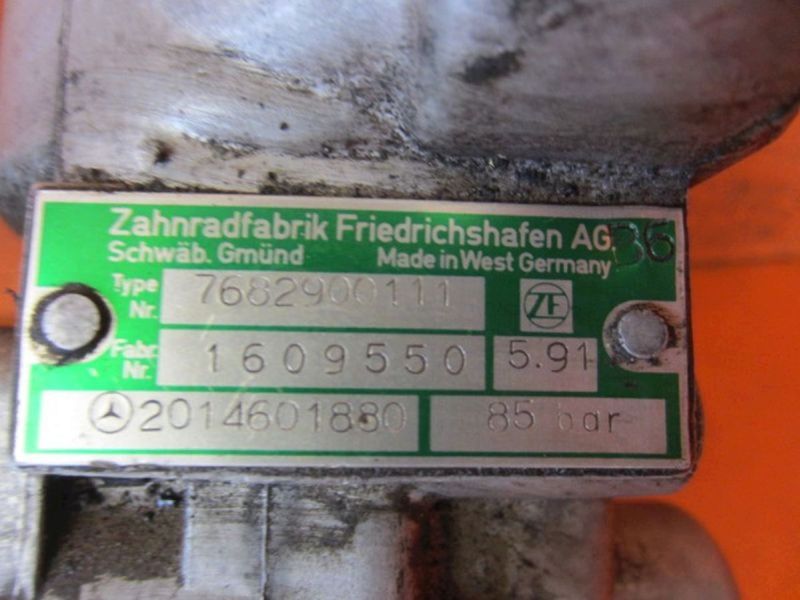 Zahnradfabrik Friedrichshafen AG. 36
Schwäb. Gmünd Made in West Germany
Type Nr. 7682900111 ZF
Fabr. Nr. 1609550 5.91
2014601880 85 bar